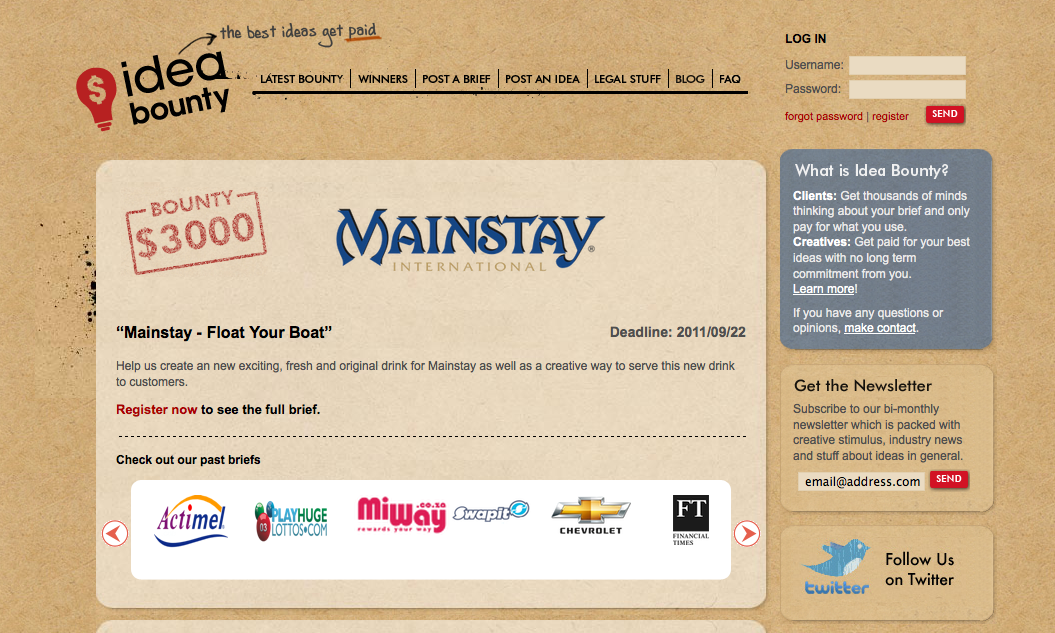 the best ideas get paid
idea
bounty
LATEST BOUNTY | WINNERS | POST A BRIEF | POST AN IDEA | LEGAL STUFF | BLOG | FAQ
LOG IN
Username:
Password:
forgot password | register
SEND
BOUNTY
$3000
MAINSTAY®
INTERNATIONAL
“Mainstay - Float Your Boat”
Deadline: 2011/09/22
Help us create an new exciting, fresh and original drink for Mainstay as well as a creative way to serve this new drink
to customers.
Register now to see the full brief.
Check out our past briefs
Actimel
03
PLAYHUGE
LOTTOS.COM
Miway.co.za
rewards your way
Swapit
CHEVROLET
FT
FINANCIAL
TIMES
What is Idea Bounty?
Clients: Get thousands of minds
thinking about your brief and only
pay for what you use.
Creatives: Get paid for your best
ideas with no long term
commitment from you.
Learn more!
If you have any questions or
opinions, make contact.
Get the Newsletter
Subscribe to our bi-monthly
newsletter which is packed with
creative stimulus, industry news
and stuff about ideas in general.
email@address.com
SEND
twitter
Follow Us
on Twitter